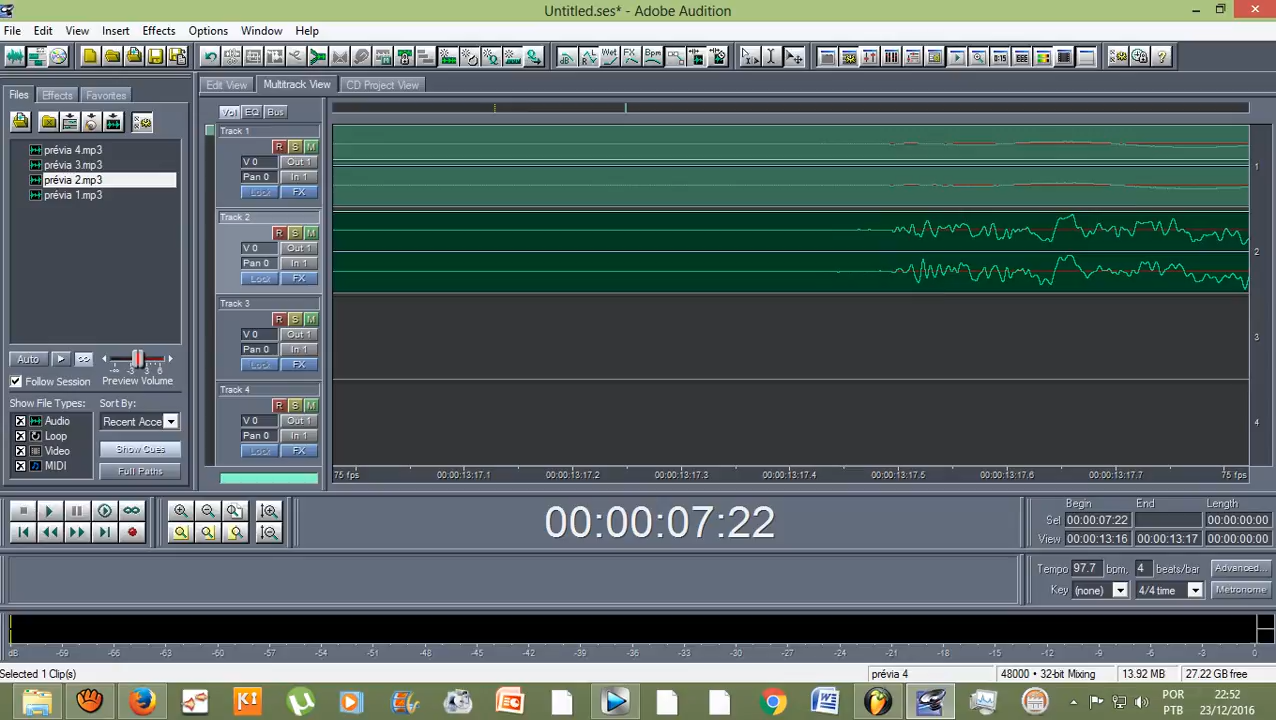 Untitled.ses* - Adobe Audition
File Edit View Insert Effects Options Window Help
Wet FX Bpm 0:15
Files Effects Favorites
Edit View Multitrack View CD Project View
Vol EQ Bus
prévia 4.mp3
prévia 3.mp3
prévia 2.mp3
prévia 1.mp3
Track 1
R S M
V 0 Out 1
Pan 0 In 1
Lock FX
1
Track 2
R S M
V 0 Out 1
Pan 0 In 1
Lock FX
2
Track 3
R S M
V 0 Out 1
Pan 0 In 1
Lock FX
3
Track 4
R S M
V 0 Out 1
Pan 0 In 1
Lock FX
4
Auto
-∞ -3 3 6
Follow Session Preview Volume
Show File Types: Sort By:
Audio Recent Acce
Loop
Video Show Cues
MIDI Full Paths
75 fps 00:00:13:17.1 00:00:13:17.2 00:00:13:17.3 00:00:13:17.4 00:00:13:17.5 00:00:13:17.6 00:00:13:17.7 75 fps
00:00:07:22
Begin End Length
Sel 00:00:07:22 00:00:00:00
View 00:00:13:16 00:00:13:17 00:00:00:00
Tempo 97.7 bpm, 4 beats/bar Advanced...
Key (none) 4/4 time Metronome
dB -69 -66 -63 -60 -57 -54 -51 -48 -45 -42 -39 -36 -33 -30 -27 -24 -21 -18 -15 -12 -9 -6 -3 0
Selected 1 Clip(s) prévia 4 48000 • 32-bit Mixing 13.92 MB 27.22 GB free
POR 22:52
PTB 23/12/2016